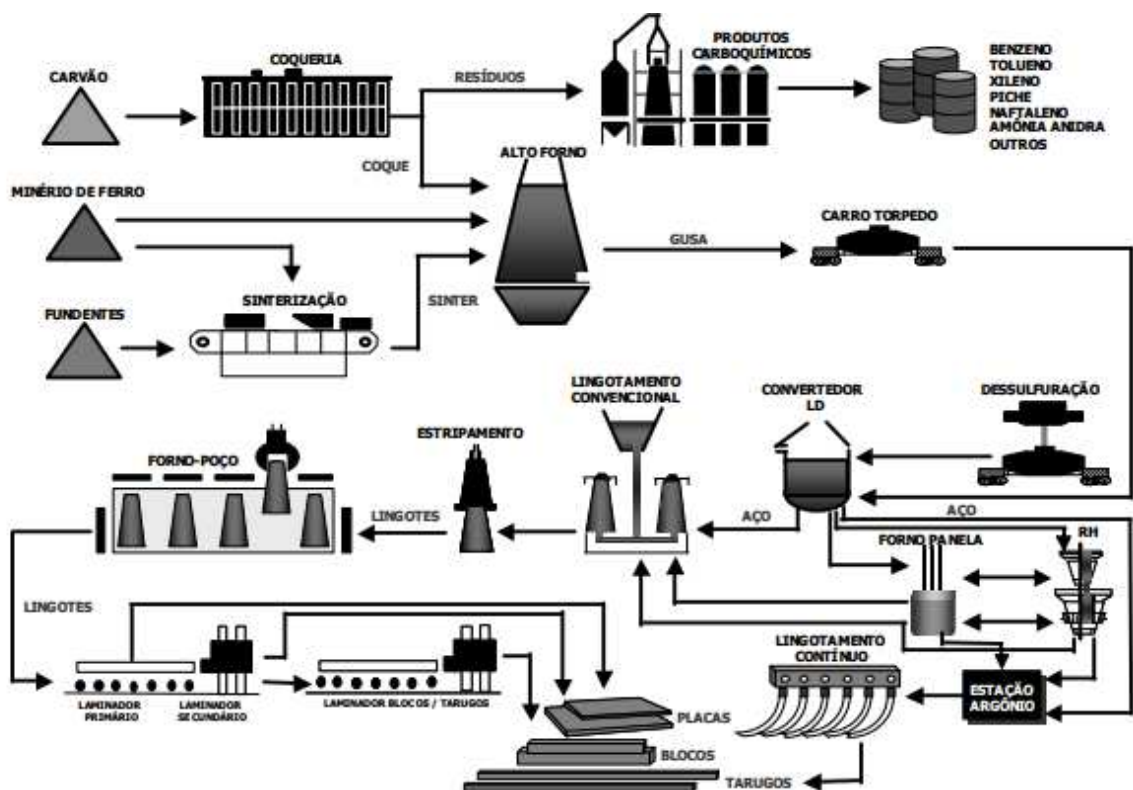 CARVÃO
COQUERIA
RESÍDUOS
PRODUTOS
CARBOQUÍMICOS
BENZENO
TOLUENO
XILENO
PICHE
NAFTALENO
AMÔNIA ANIDRA
OUTROS
COQUE
ALTO FORNO
MINÉRIO DE FERRO
GUSA
CARRO TORPEDO
SINTERIZAÇÃO
SINTER
FUNDENTES
LINGOTAMENTO
CONVENCIONAL
CONVERTEDOR
LD
DESSULFURAÇÃO
ESTRIPAMENTO
FORNO-POÇO
LINGOTES
AÇO
AÇO
FORNO PANELA
RH
LINGOTES
LINGOTAMENTO
CONTÍNUO
ESTAÇÃO
ARGÔNIO
LAMINADOR
PRIMÁRIO
LAMINADOR
SECUNDÁRIO
LAMINADOR BLOCOS / TARUGOS
PLACAS
BLOCOS
TARUGOS